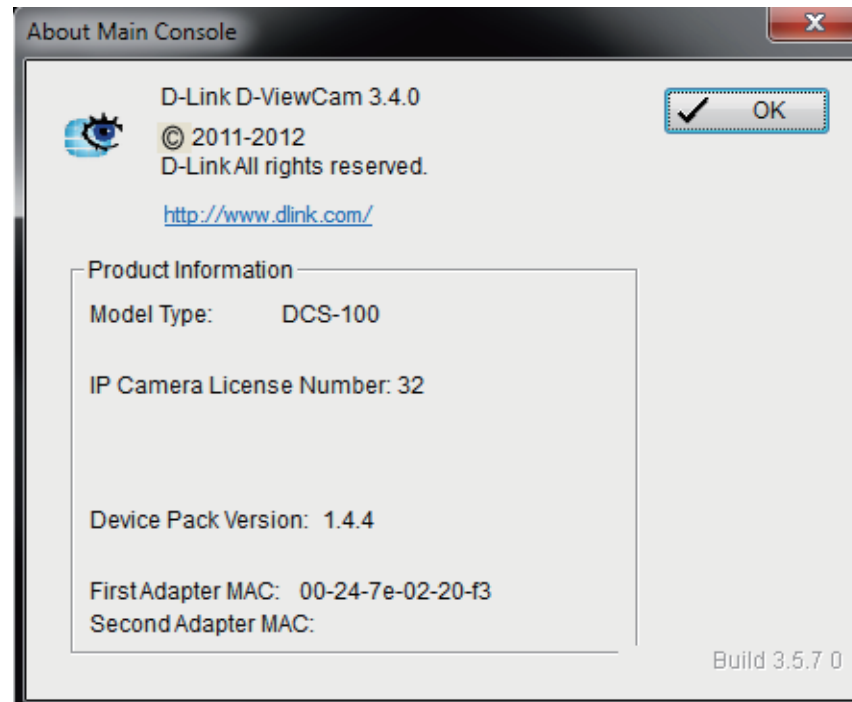 About Main Console
D-Link D-ViewCam 3.4.0
OK
© 2011-2012
D-Link All rights reserved.
http://www.dlink.com/
Product Information
Model Type: DCS-100
IP Camera License Number: 32
Device Pack Version: 1.4.4
First Adapter MAC: 00-24-7e-02-20-f3
Second Adapter MAC:
Build 3.5.7 0